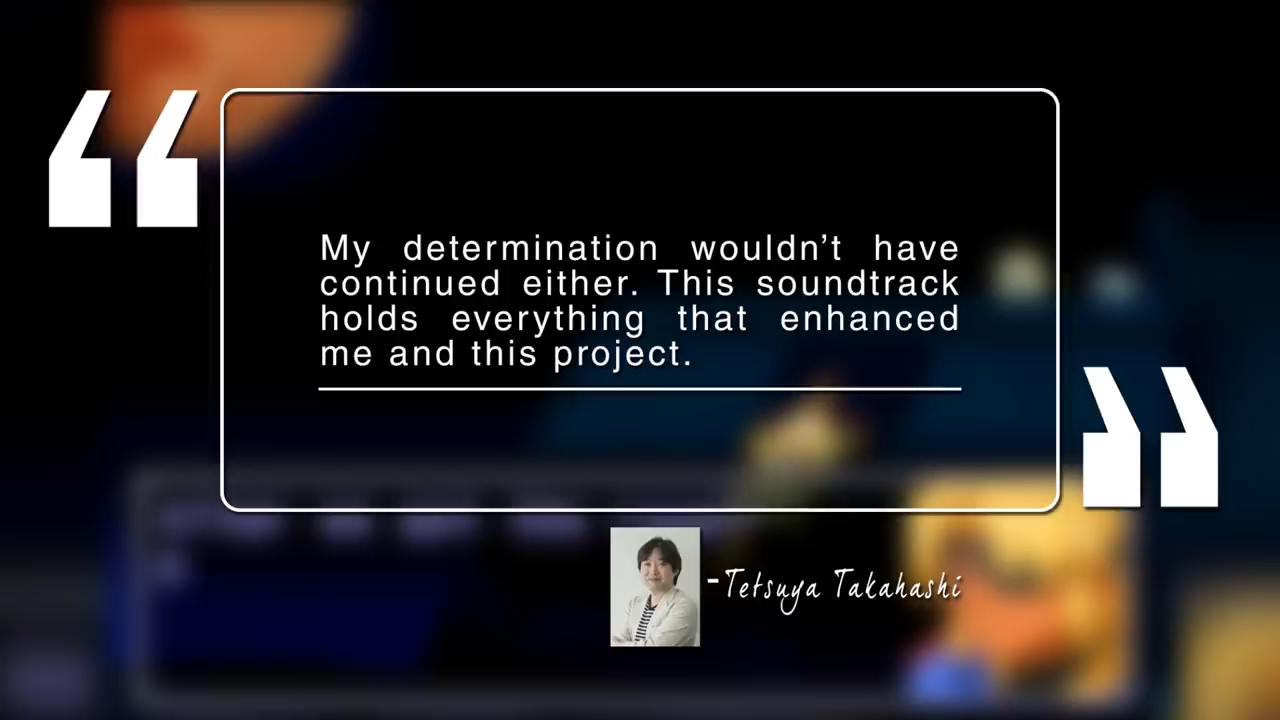 “
My determination wouldn’t have
continued either. This soundtrack
holds everything that enhanced
me and this project.
”
-Tetsuya Takahashi